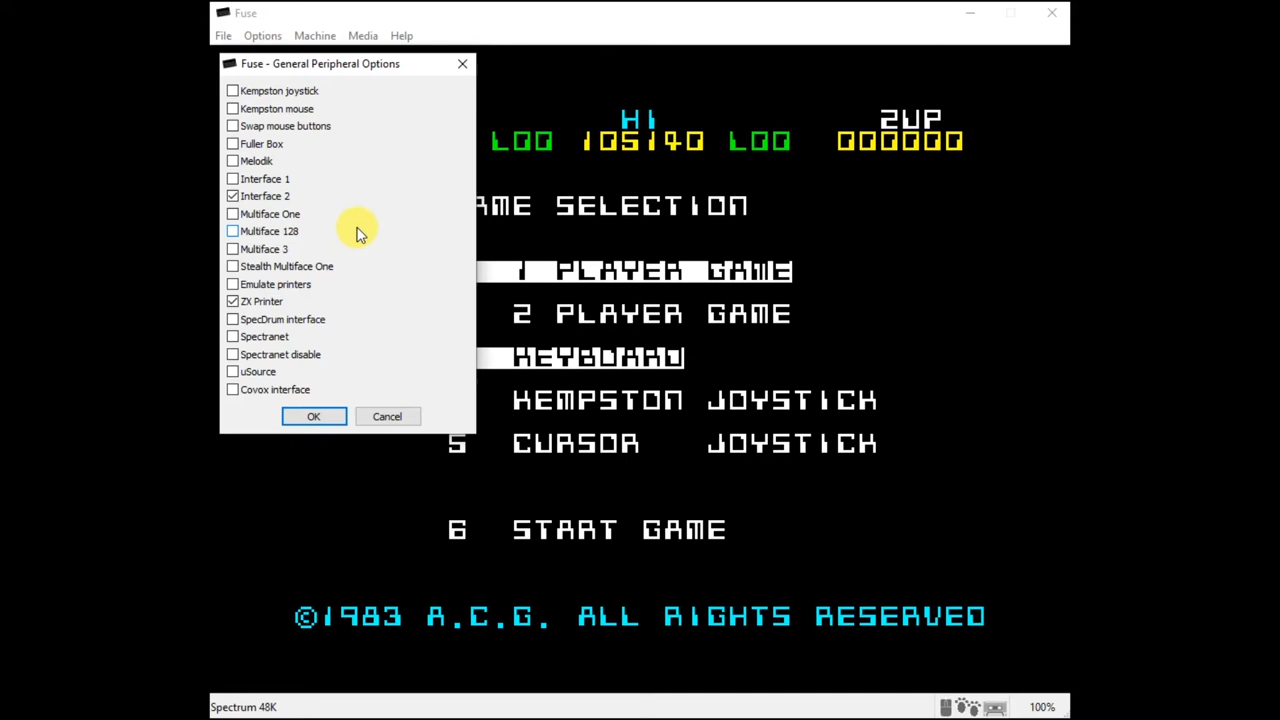 Fuse
File Options Machine Media Help
Fuse - General Peripheral Options
Kempston joystick
Kempston mouse
Swap mouse buttons
Fuller Box
Melodik
Interface 1
Interface 2
Multiface One
Multiface 128
Multiface 3
Stealth Multiface One
Emulate printers
ZX Printer
SpecDrum interface
Spectranet
Spectranet disable
uSource
Covox interface
OK Cancel
HI 2UP
L00 105140 L00 000000
AME SELECTION
1 PLAYER GAME
2 PLAYER GAME
KEYBOARD
KEMPSTON JOYSTICK
5 CURSOR JOYSTICK
6 START GAME
©1983 A.C.G. ALL RIGHTS RESERVED
Spectrum 48K 100%